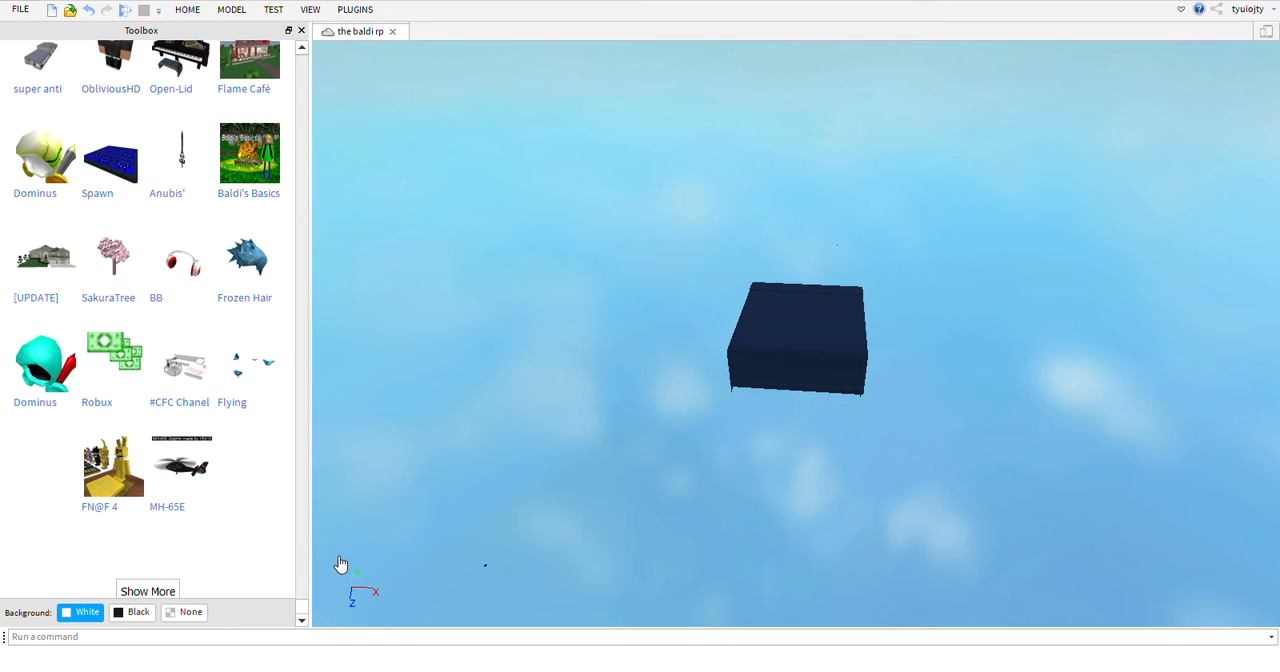 FILE
HOME
MODEL
TEST
VIEW
PLUGINS
tyuiojty
Toolbox
the baldi rp
super anti
ObliviousHD
Open-Lid
Flame Café
Baldi's Basics
Dominus
Spawn
Anubis'
Baldi's Basics
[UPDATE]
SakuraTree
BB
Frozen Hair
Dominus
Robux
#CFC Chanel
Flying
FN@F 4
MH-65E
Show More
Background:
White
Black
None
Y
X
Z
Run a command